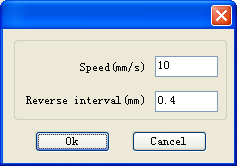 Speed(mm/s) 10
Reverse interval(mm) 0.4
Ok Cancel